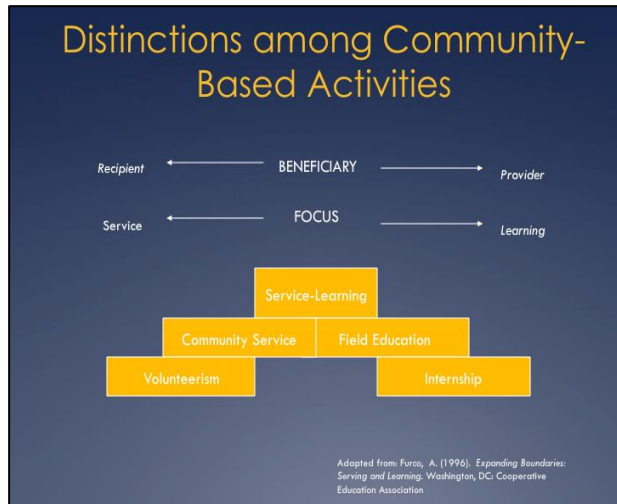 Distinctions among Community-
Based Activities
Recipient BENEFICIARY Provider
Service FOCUS Learning
Service-Learning
Community Service Field Education
Volunteerism Internship
Adapted from: Furco, A. (1996). Expanding Boundaries:
Serving and Learning. Washington, DC: Cooperative
Education Association